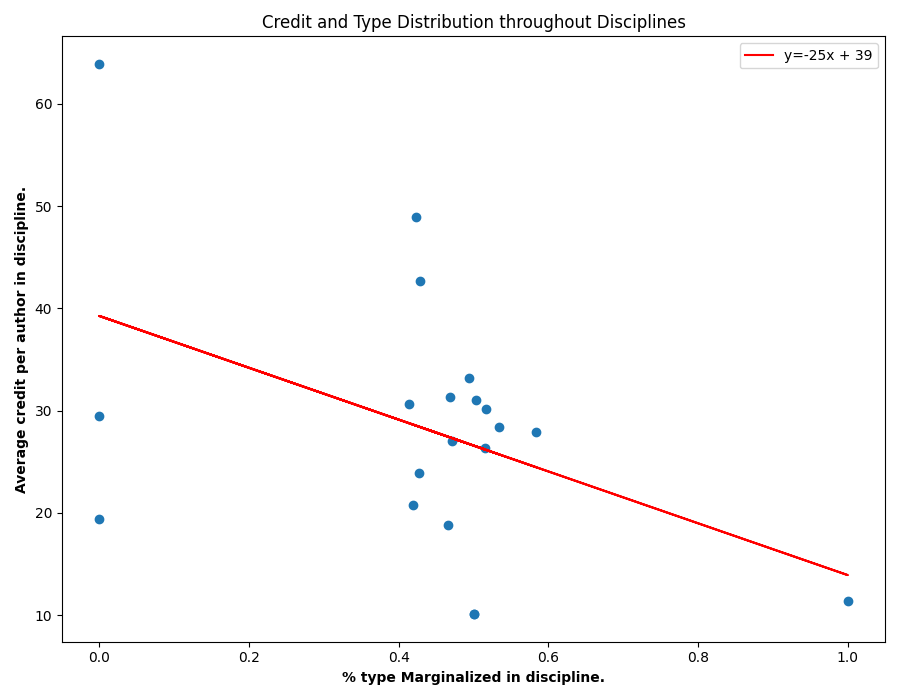 Credit and Type Distribution throughout Disciplines
y=-25x + 39
Average credit per author in discipline.
60
50
40
30
20
10
0.0 0.2 0.4 0.6 0.8 1.0
% type Marginalized in discipline.